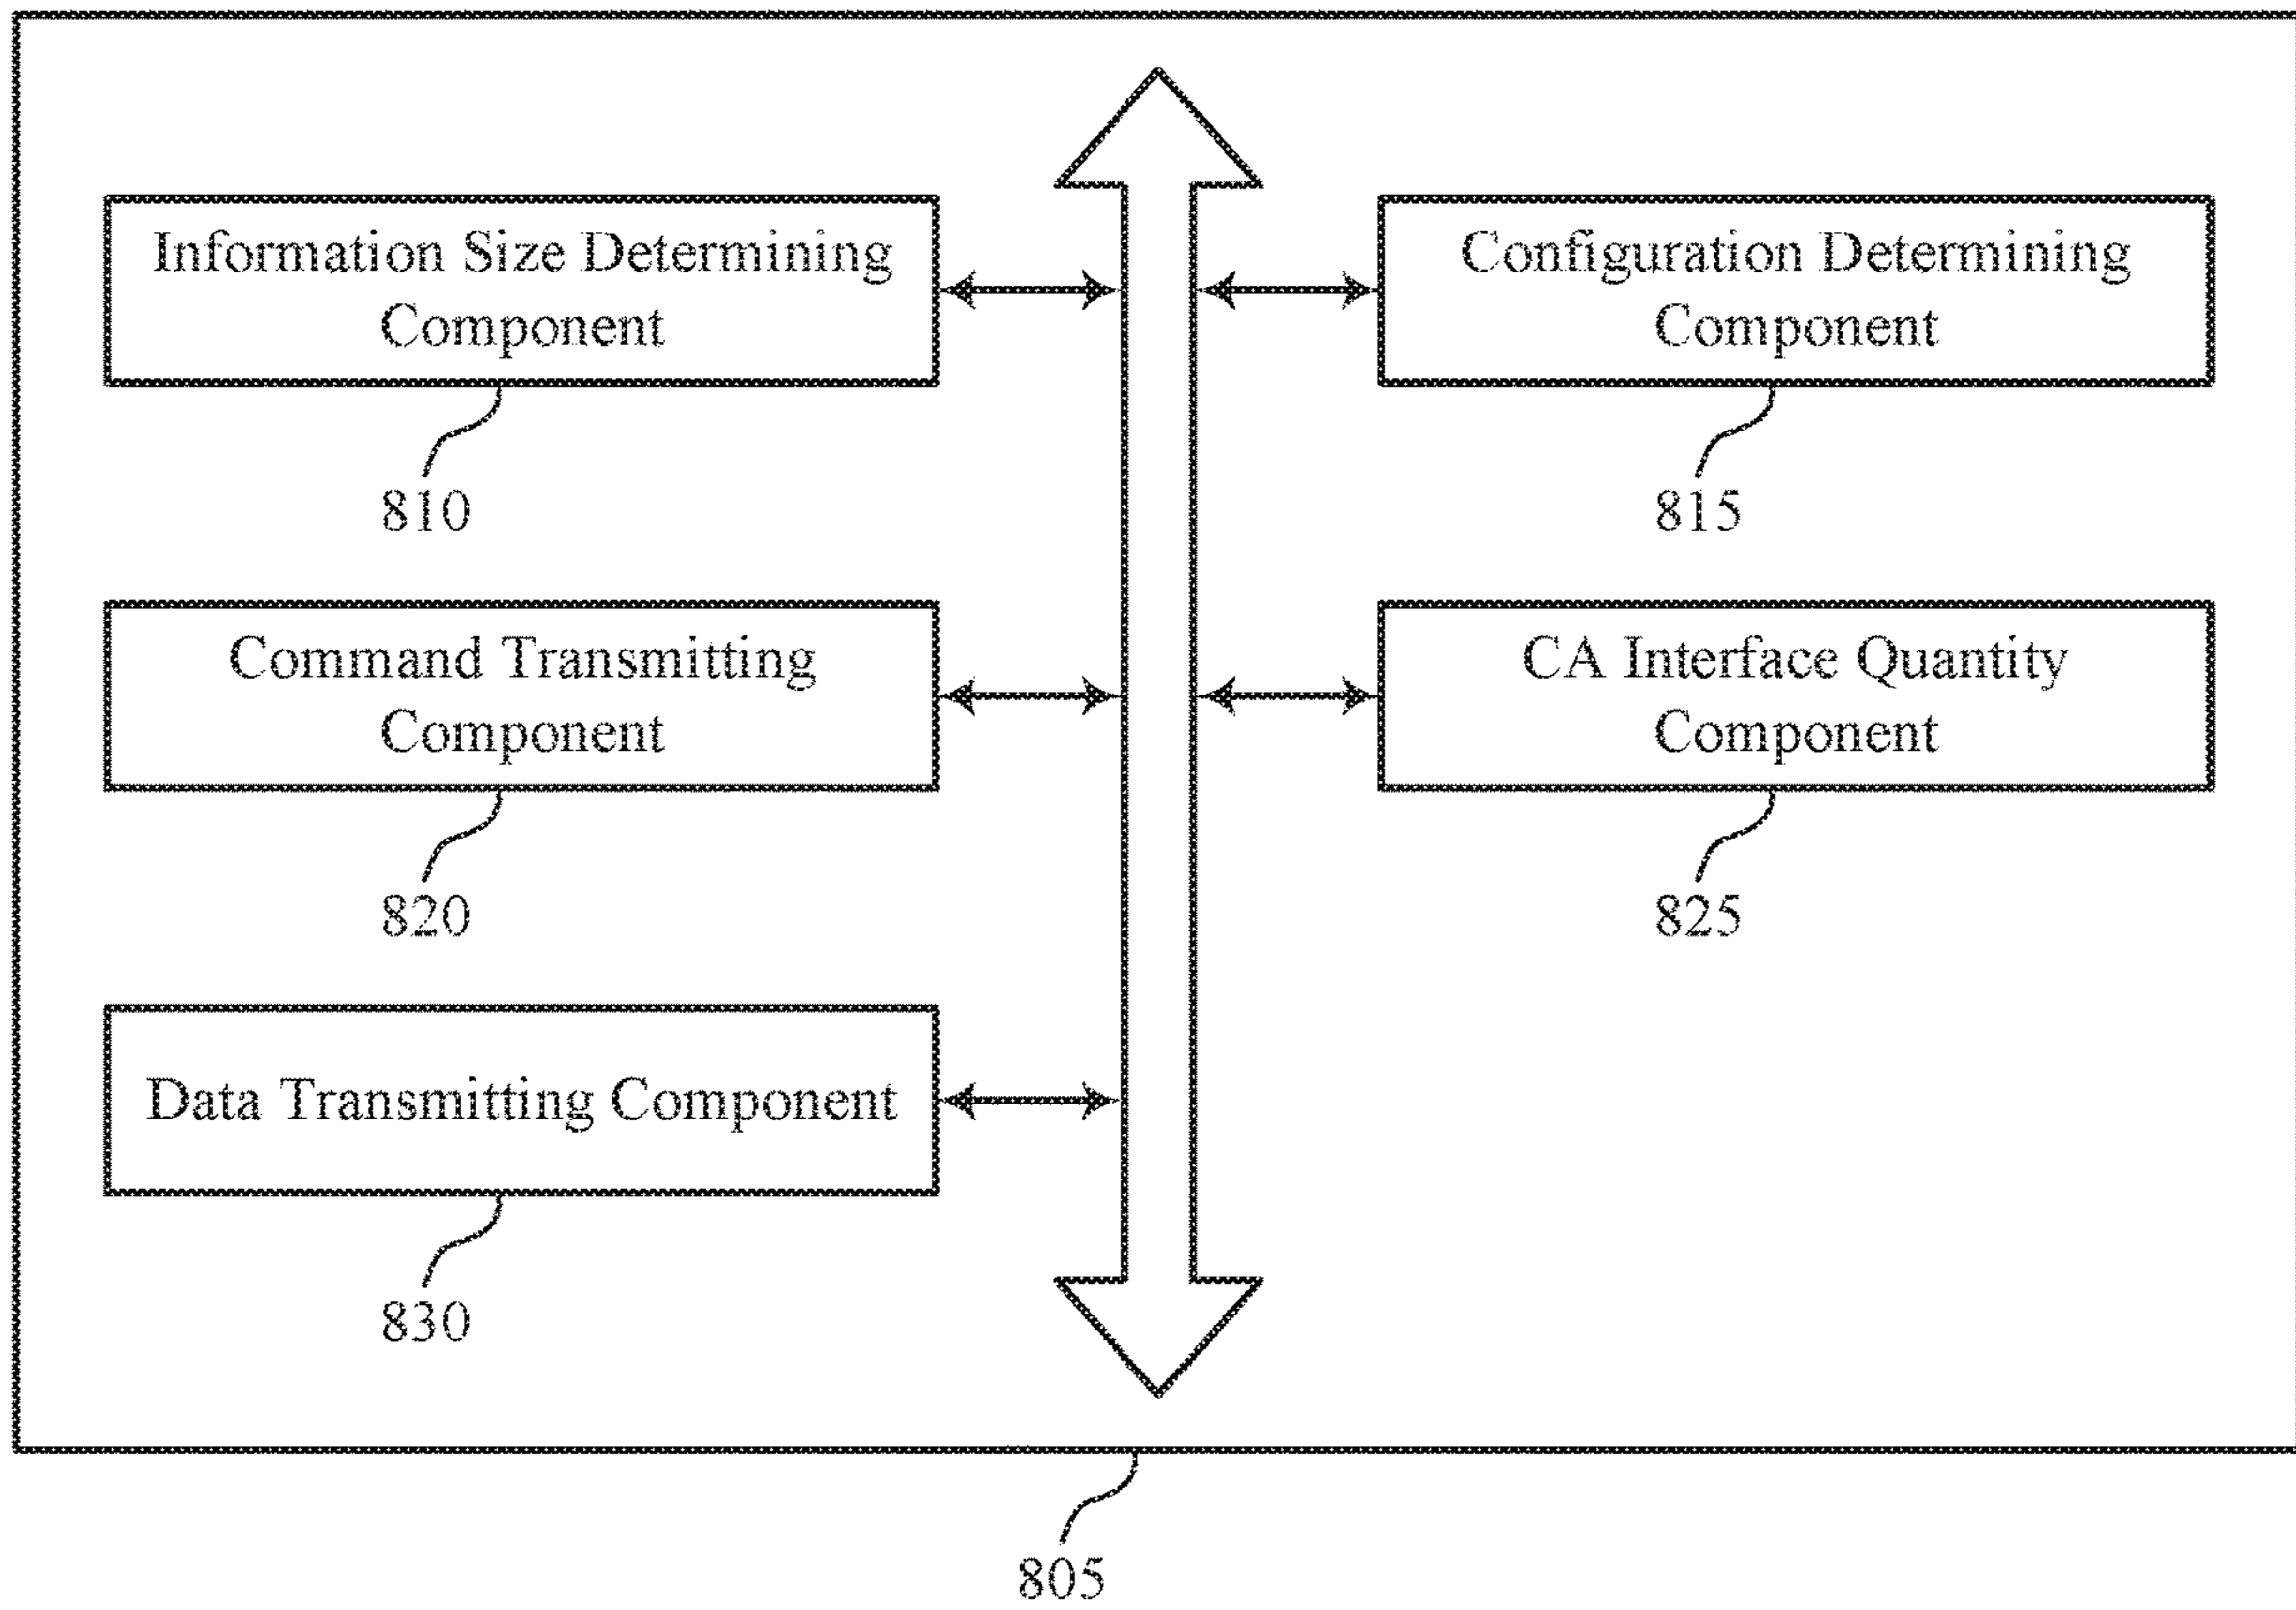 Information Size Determining
Component
810
Configuration Determining
Component
815
Command Transmitting
Component
820
CA Interface Quantity
Component
825
Data Transmitting Component
830
805